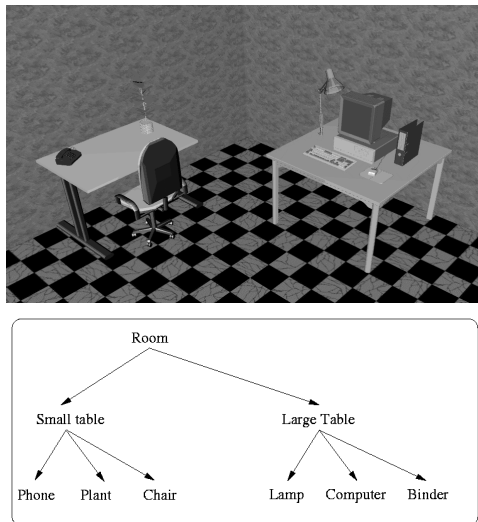 Room
Small table Large Table
Phone Plant Chair Lamp Computer Binder